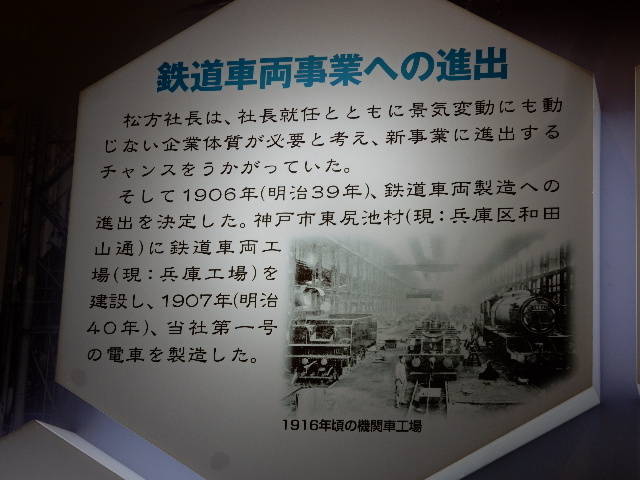 鉄道車両事業への進出
松方社長は、社長就任とともに景気変動にも動
じない企業体質が必要と考え、新事業に進出する
チャンスをうかがっていた。
そして1906年(明治39年)、鉄道車両製造への
進出を決定した。神戸市東尻池村(現：兵庫区和田
山通)に鉄道車両工
場(現：兵庫工場)を
建設し、1907年(明治
40年)、当社第一号
の電車を製造した。
1916年頃の機関車工場